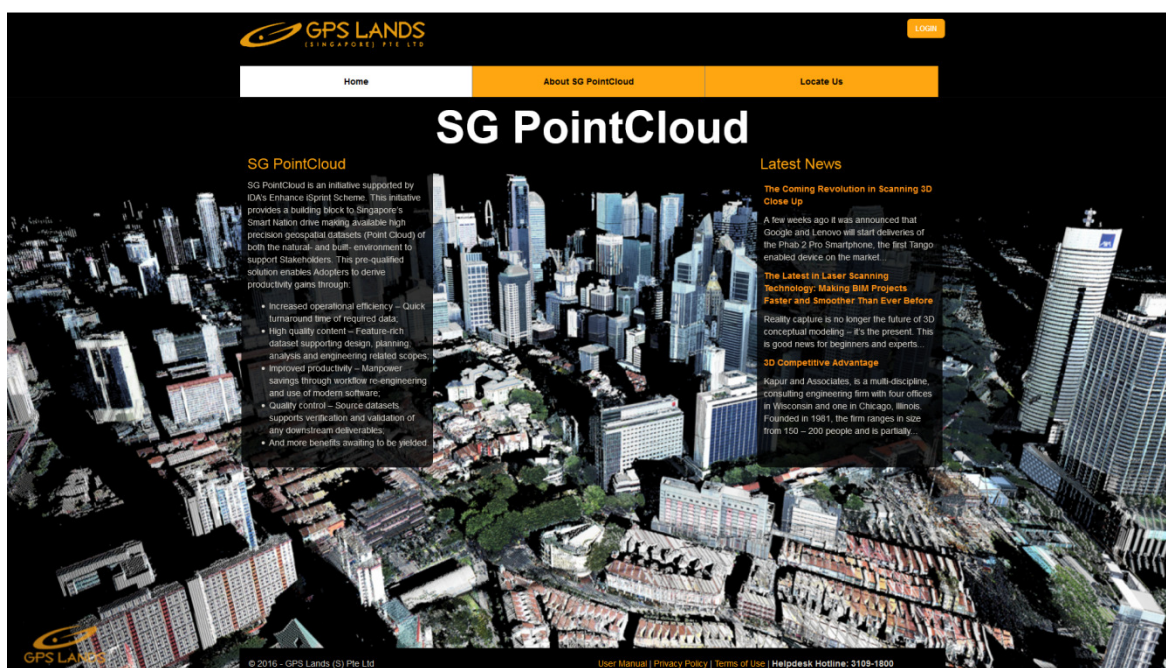 GPS LANDS
[SINGAPORE] PTE LTD
LOGIN
Home
About SG PointCloud
Locate Us
SG PointCloud
SG PointCloud
SG PointCloud is an initiative supported by
IDA's Enhance iSprint Scheme. This initiative
provides a building block to Singapore's
Smart Nation drive making available high
precision geospatial datasets (Point Cloud) of
both the natural- and built- environment to
support Stakeholders. This pre-qualified
solution enables Adopters to derive
productivity gains through:
Increased operational efficiency – Quick
turnaround time of required data;
High quality content – Feature-rich
dataset supporting design, planning
analysis and engineering related scopes;
Improved productivity – Manpower
savings through workflow re-engineering
and use of modern software;
Quality control – Source datasets
supports verification and validation of
any downstream deliverables;
And more benefits awaiting to be yielded
Latest News
The Coming Revolution in Scanning 3D
Close Up
A few weeks ago it was announced that
Google and Lenovo will start deliveries of
the Phab 2 Pro Smartphone, the first Tango
enabled device on the market...
The Latest in Laser Scanning
Technology: Making BIM Projects
Faster and Smoother Than Ever Before
Reality capture is no longer the future of 3D
conceptual modeling – it's the present. This
is good news for beginners and experts...
3D Competitive Advantage
Kapur and Associates, is a multi-discipline,
consulting engineering firm with four offices
in Wisconsin and one in Chicago, Illinois.
Founded in 1981, the firm ranges in size
from 150 – 200 people and is partially...
AXA
GPS LANDS
© 2016 - GPS Lands (S) Pte Ltd
User Manual | Privacy Policy | Terms of Use | Helpdesk Hotline: 3109-1800